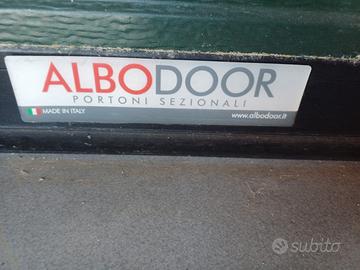 ALBODOOR
PORTONI SEZIONALI
MADE IN ITALY
www.albodoor.it
subito